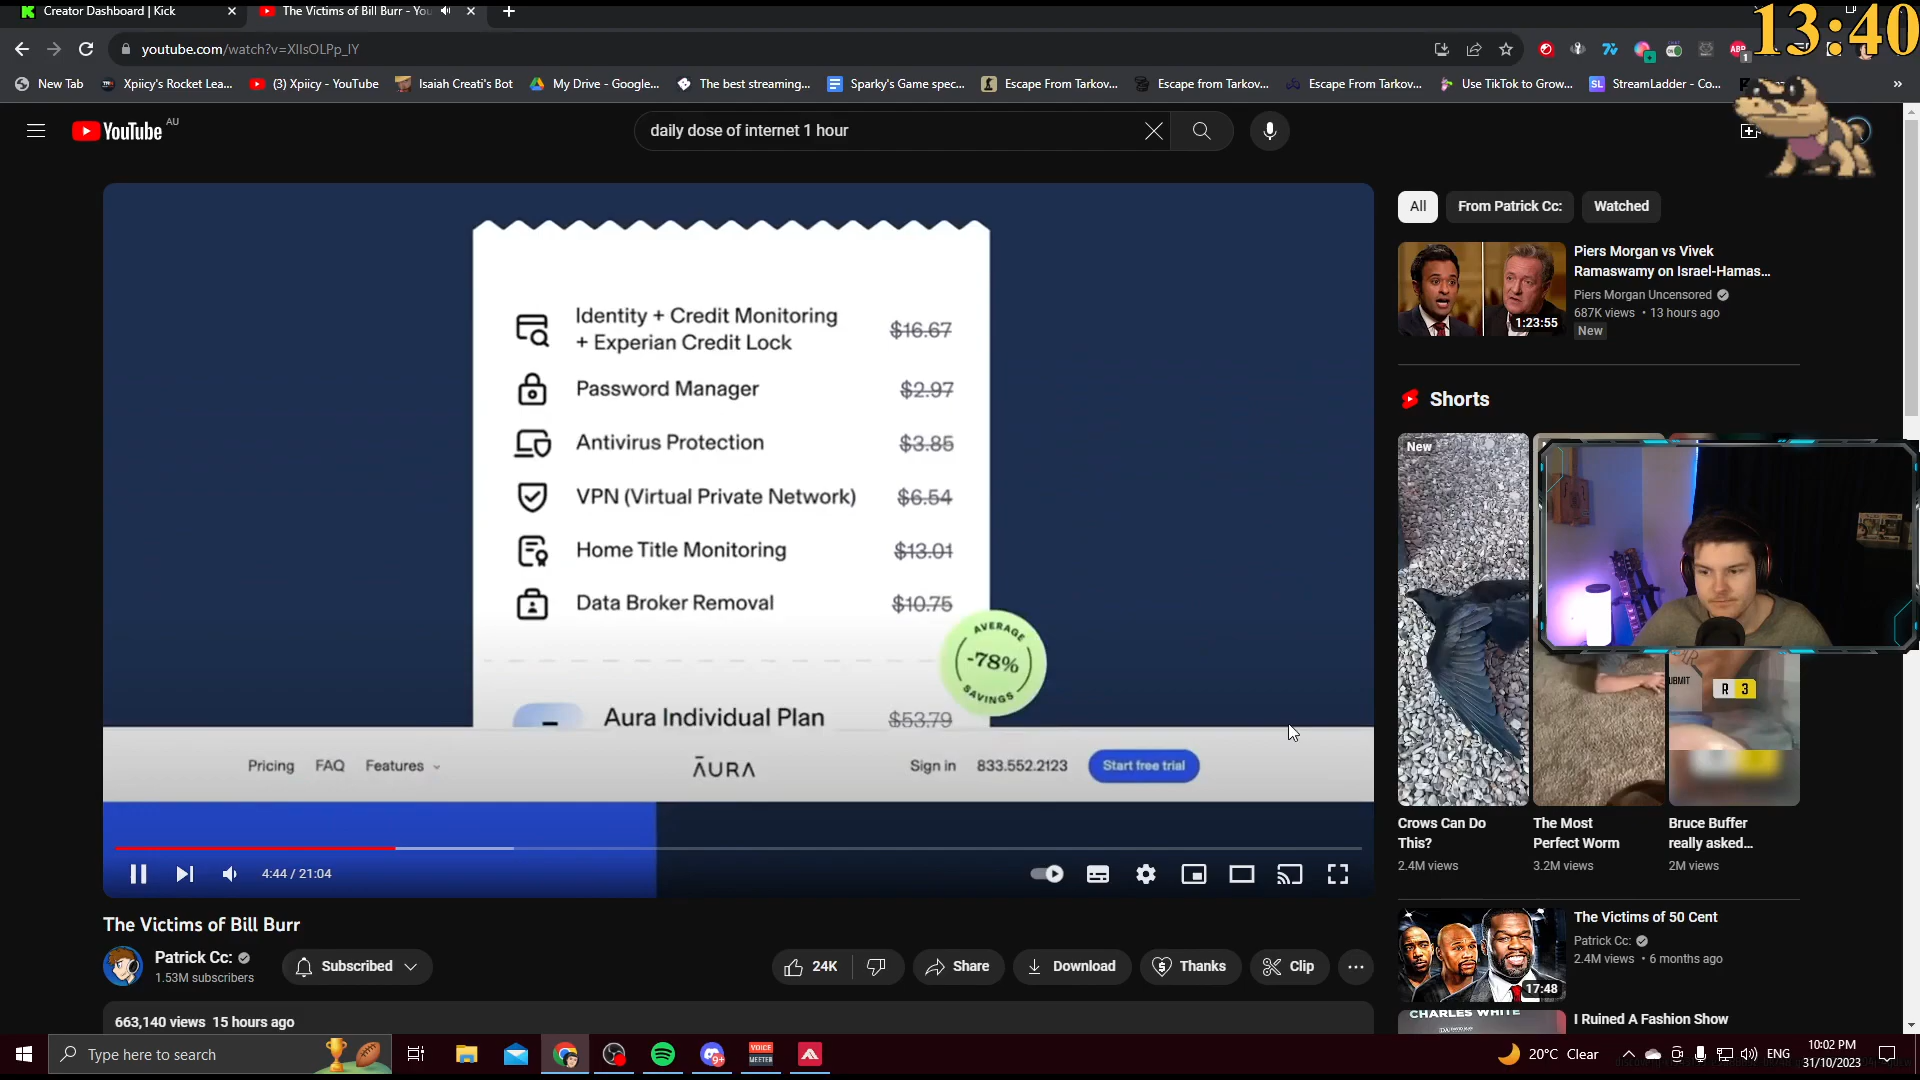 Creator Dashboard | Kick
The Victims of Bill Burr - You
13:40
youtube.com/watch?v=XIIsOLPp_lY
New Tab
Xpiicy's Rocket Lea...
(3) Xpiicy - YouTube
Isaiah Creati's Bot
My Drive - Google...
The best streaming...
Sparky's Game spec...
Escape From Tarkov...
Escape from Tarkov...
Escape From Tarkov...
Use TikTok to Grow...
StreamLadder - Co...
YouTube AU
daily dose of internet 1 hour
All
From Patrick Cc:
Watched
Identity + Credit Monitoring
+ Experian Credit Lock
$16.67
Password Manager $2.97
Antivirus Protection $3.85
VPN (Virtual Private Network) $6.54
Home Title Monitoring $13.01
Data Broker Removal $10.75
AVERAGE
-78%
SAVINGS
Aura Individual Plan $53.79
Pricing FAQ Features
AURA
Sign in 833.552.2123 Start free trial
4:44 / 21:04
The Victims of Bill Burr
Patrick Cc:
1.53M subscribers
Subscribed
24K
Share
Download
Thanks
Clip
663,140 views 15 hours ago
Piers Morgan vs Vivek
Ramaswamy on Israel-Hamas...
Piers Morgan Uncensored
687K views • 13 hours ago
New
1:23:55
Shorts
New
R 3
Crows Can Do
This?
2.4M views
The Most
Perfect Worm
3.2M views
Bruce Buffer
really asked...
2M views
The Victims of 50 Cent
Patrick Cc:
2.4M views • 6 months ago
17:48
CHARLES WHITE
I Ruined A Fashion Show
Type here to search
VOICE
MEETER
20°C Clear
ENG
10:02 PM
31/10/2023